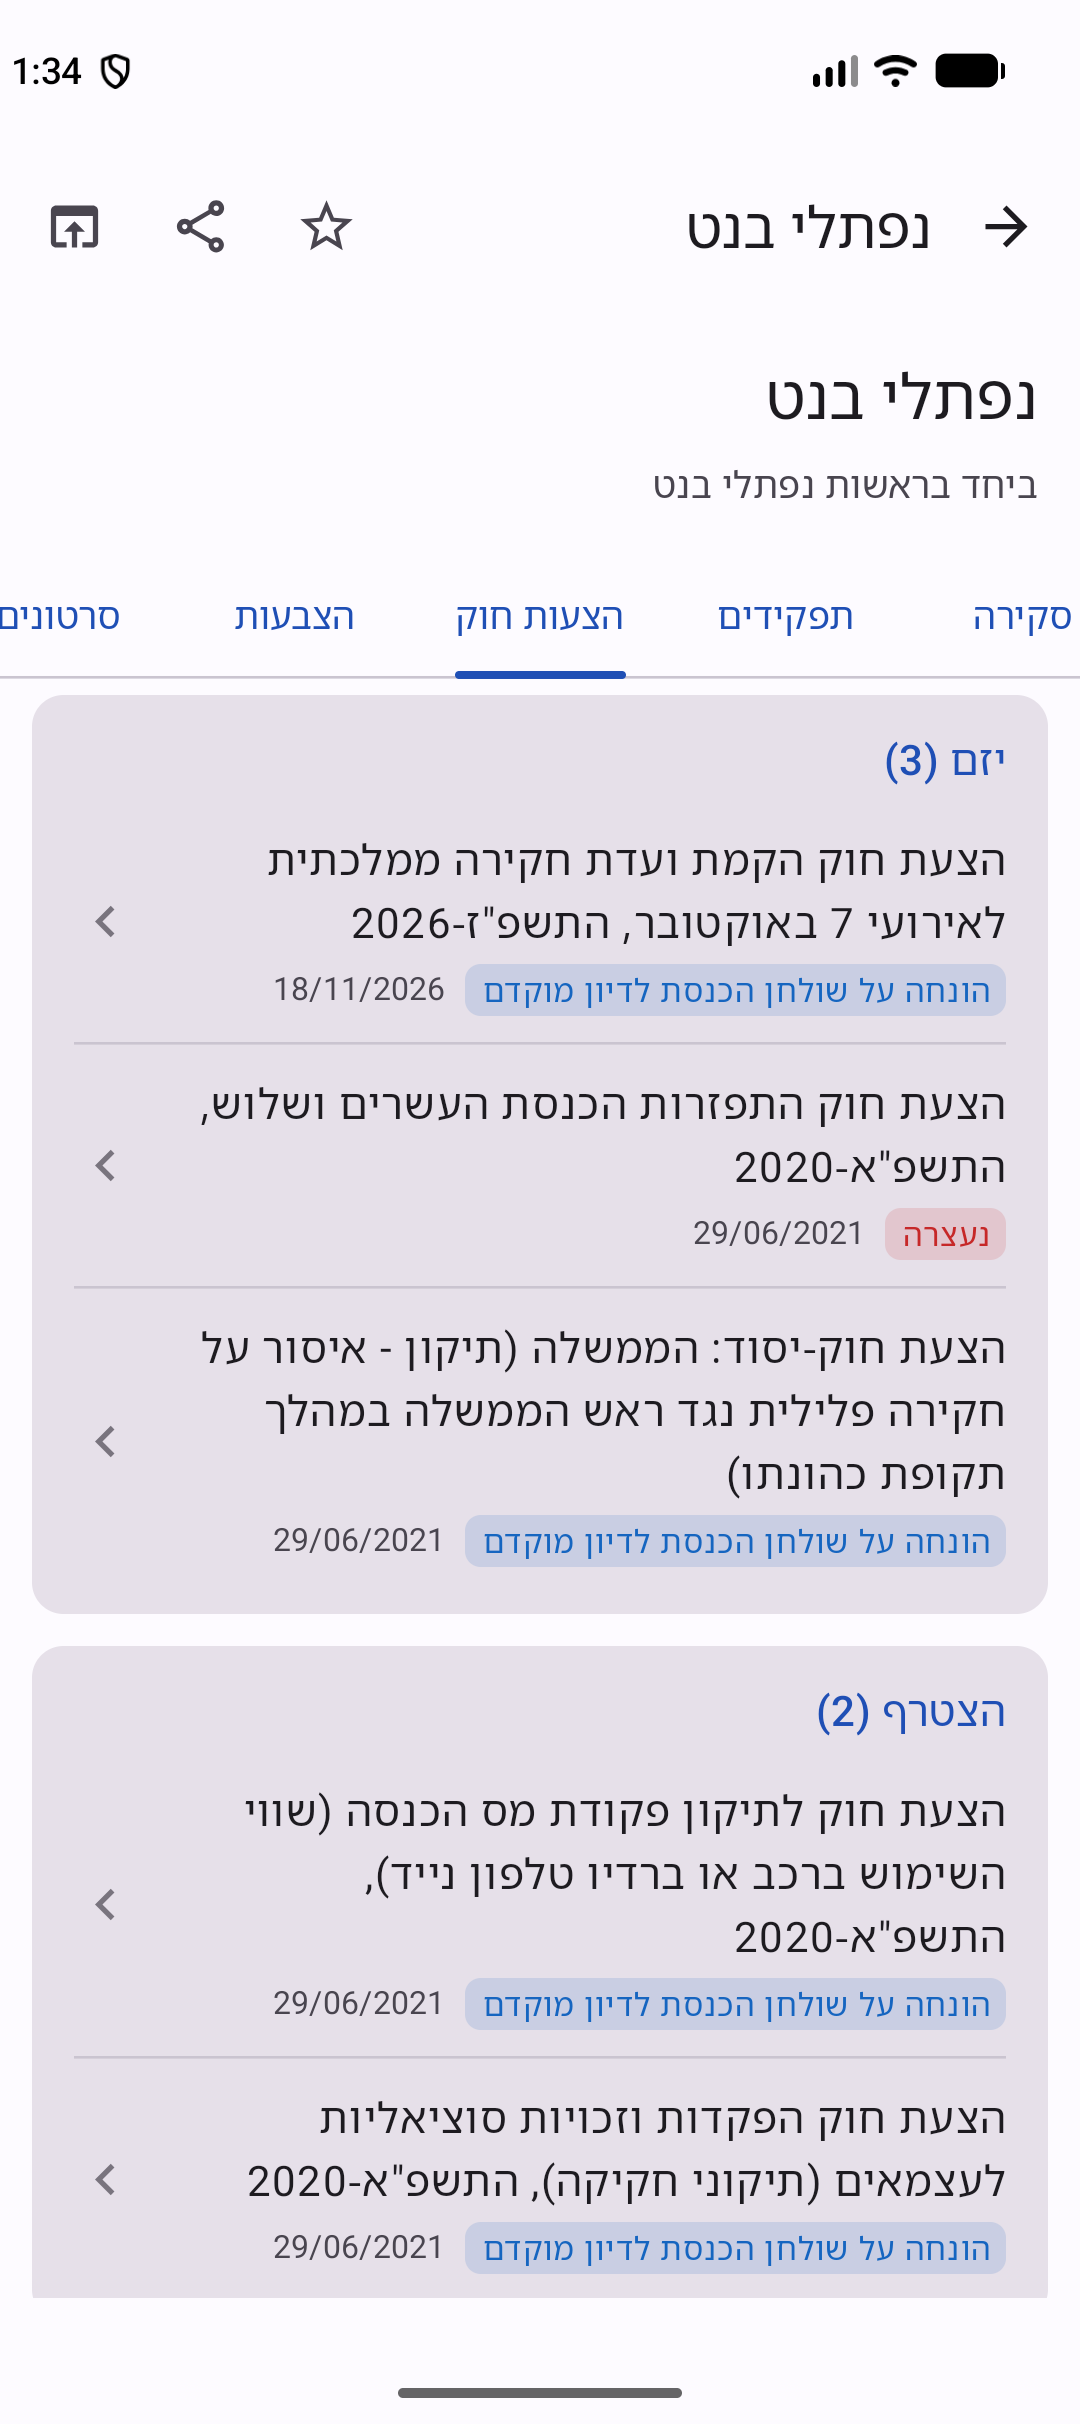 1:34
נפתלי בנט
נפתלי בנט
ביחד בראשות נפתלי בנט
סקירה
תפקידים
הצעות חוק
הצבעות
סרטונים
יזם (3)
הצעת חוק הקמת ועדת חקירה ממלכתית
לאירועי 7 באוקטובר, התשפ"ז-2026
הונחה על שולחן הכנסת לדיון מוקדם 18/11/2026
הצעת חוק התפזרות הכנסת העשרים ושלוש,
התשפ"א-2020
נעצרה 29/06/2021
הצעת חוק-יסוד: הממשלה (תיקון - איסור על
חקירה פלילית נגד ראש הממשלה במהלך
תקופת כהונתו)
הונחה על שולחן הכנסת לדיון מוקדם 29/06/2021
הצטרף (2)
הצעת חוק לתיקון פקודת מס הכנסה (שווי
השימוש ברכב או ברדיו טלפון נייד),
התשפ"א-2020
הונחה על שולחן הכנסת לדיון מוקדם 29/06/2021
הצעת חוק הפקדות וזכויות סוציאליות
לעצמאים (תיקוני חקיקה), התשפ"א-2020
הונחה על שולחן הכנסת לדיון מוקדם 29/06/2021